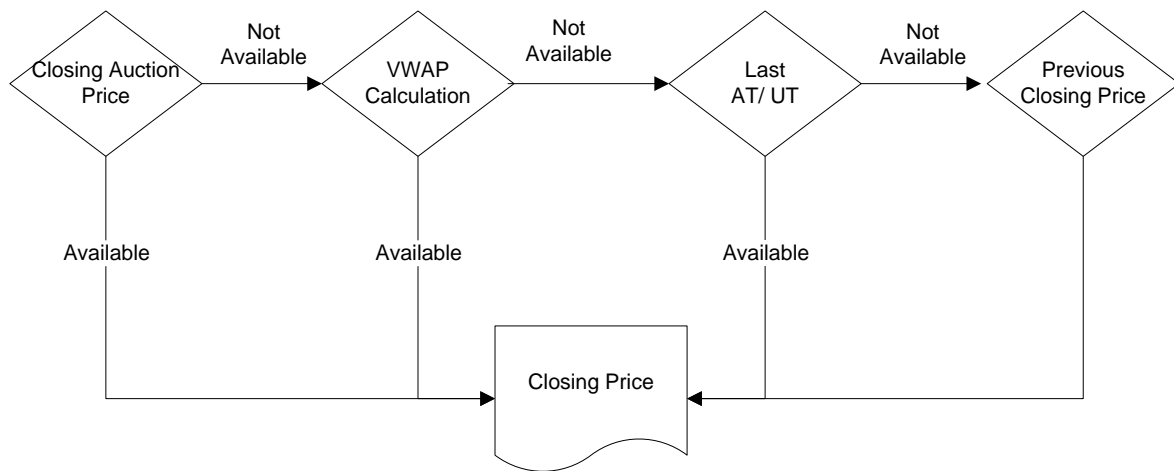 Closing Auction
Price
Not
Available
VWAP
Calculation
Not
Available
Last
AT/ UT
Not
Available
Previous
Closing Price
Available
Available
Available
Closing Price